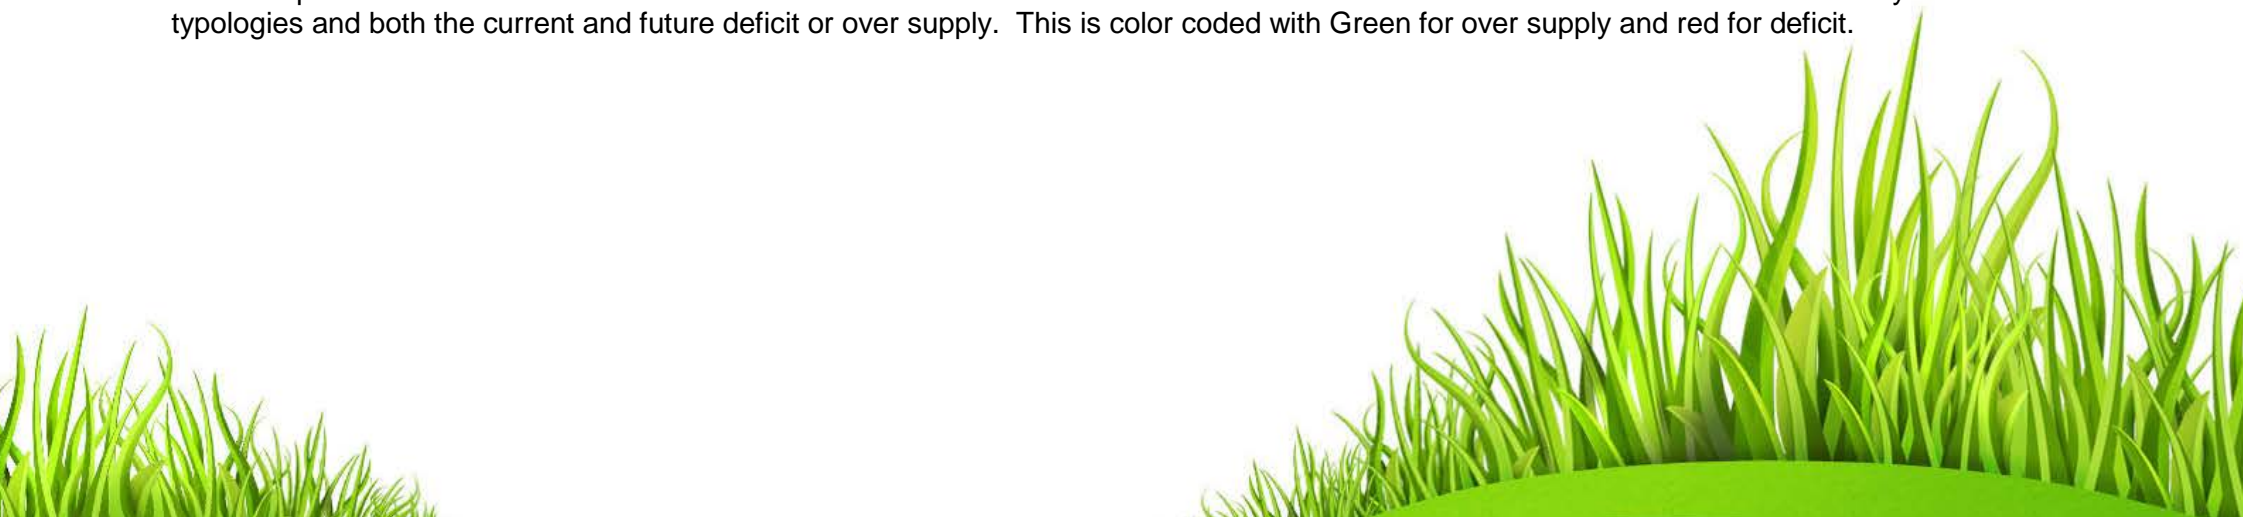 typologies and both the current and future deficit or over supply.  This is color coded with Green for over supply and red for deficit.